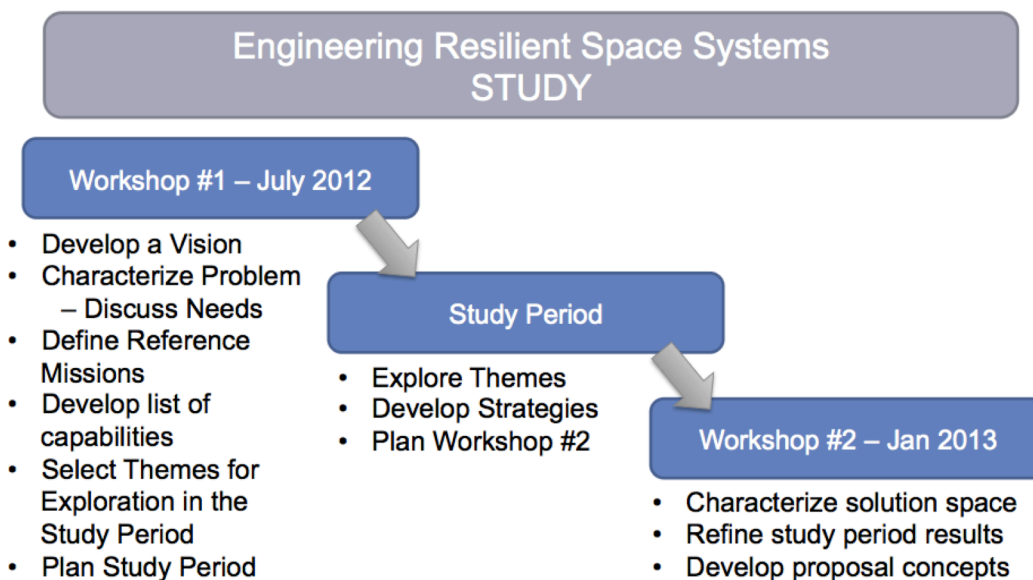 Engineering Resilient Space Systems
STUDY
Workshop #1 – July 2012
• Develop a Vision
• Characterize Problem
– Discuss Needs
• Define Reference
Missions
• Develop list of
capabilities
• Select Themes for
Exploration in the
Study Period
• Plan Study Period
Study Period
• Explore Themes
• Develop Strategies
• Plan Workshop #2
Workshop #2 – Jan 2013
• Characterize solution space
• Refine study period results
• Develop proposal concepts